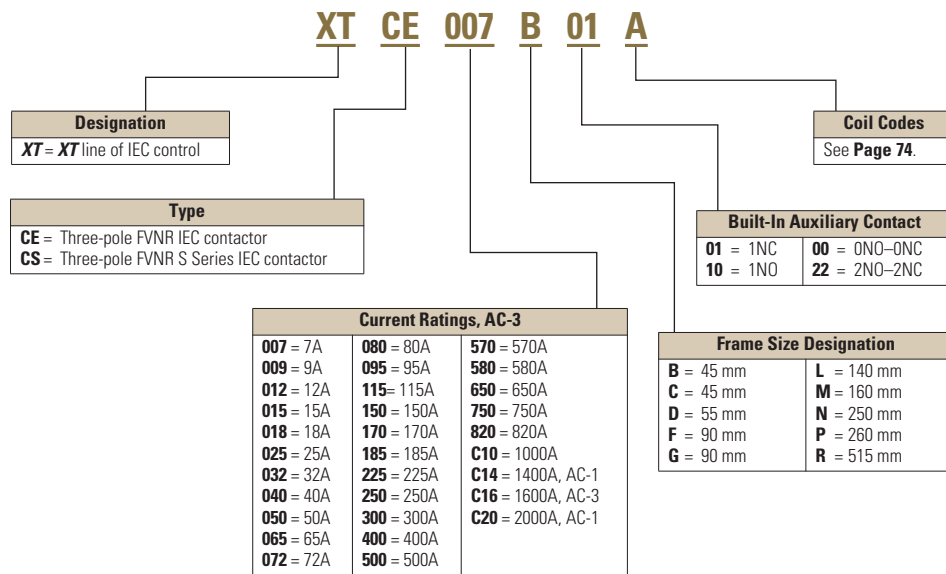 XT CE 007 B 01 A
Designation
XT = XT line of IEC control
Coil Codes
See Page 74.
Type
CE = Three-pole FVNR IEC contactor
CS = Three-pole FVNR S Series IEC contactor
Built-In Auxiliary Contact
01 = 1NC
10 = 1NO
00 = 0NO–0NC
22 = 2NO–2NC
Current Ratings, AC-3
007 = 7A
009 = 9A
012 = 12A
015 = 15A
018 = 18A
025 = 25A
032 = 32A
040 = 40A
050 = 50A
065 = 65A
072 = 72A
080 = 80A
095 = 95A
115= 115A
150 = 150A
170 = 170A
185 = 185A
225 = 225A
250 = 250A
300 = 300A
400 = 400A
500 = 500A
570 = 570A
580 = 580A
650 = 650A
750 = 750A
820 = 820A
C10 = 1000A
C14 = 1400A, AC-1
C16 = 1600A, AC-3
C20 = 2000A, AC-1
Frame Size Designation
B = 45 mm
C = 45 mm
D = 55 mm
F = 90 mm
G = 90 mm
L = 140 mm
M = 160 mm
N = 250 mm
P = 260 mm
R = 515 mm